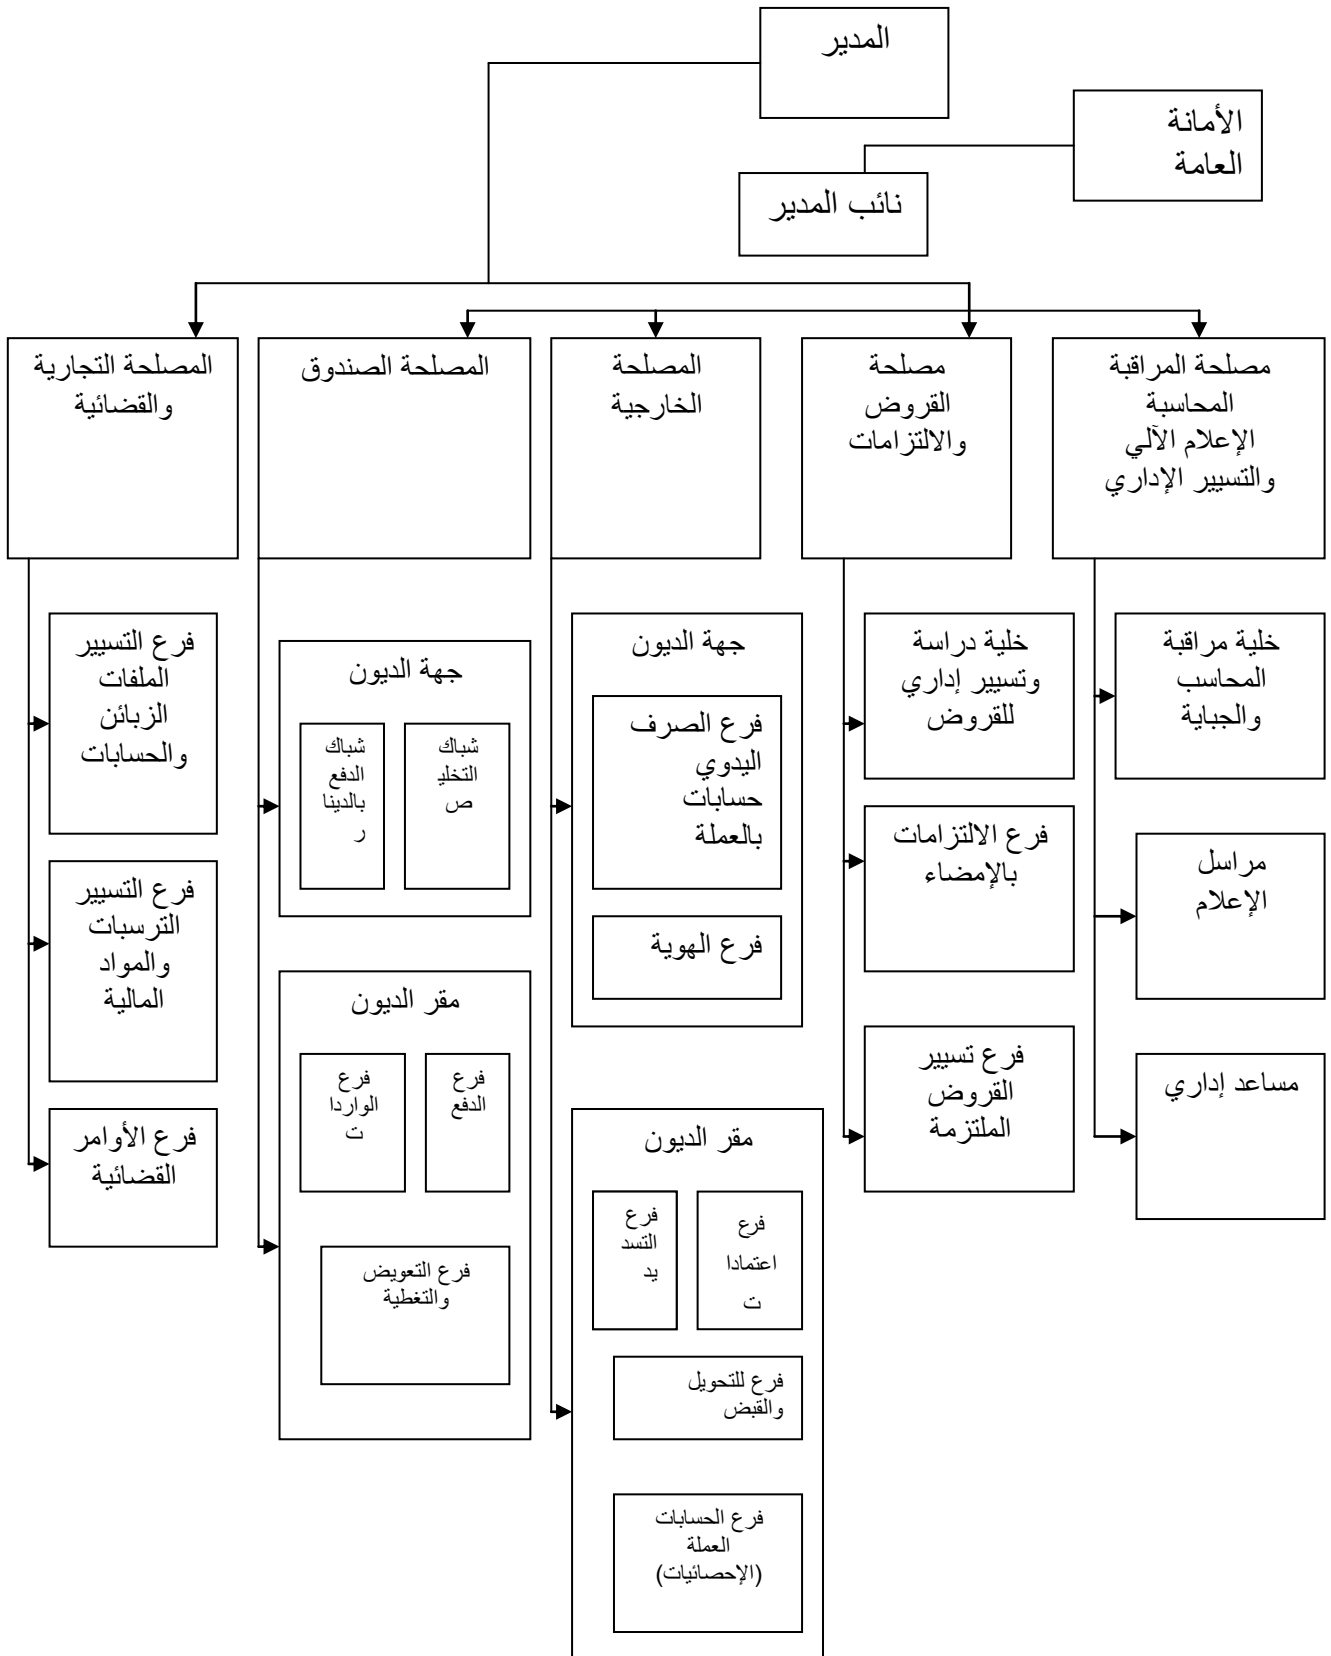 المدير
الأمانة
العامة
نائب المدير
مصلحة المراقبة
المحاسبة
الإعلام الآلي
والتسيير الإداري
مصلحة
القروض
والالتزامات
المصلحة
الخارجية
المصلحة الصندوق
المصلحة التجارية
والقضائية
خلية مراقبة
المحاسب
والجباية
مراسل
الإعلام
مساعد إداري
خلية دراسة
وتسيير إداري
للقروض
فرع الالتزامات
بالإمضاء
فرع تسيير
القروض
الملتزمة
جهة الديون
فرع الصرف
اليدوي
حسابات
بالعملة
فرع الهوية
مقر الديون
فرع
اعتمادا
ت
فرع
التسد
يد
فرع للتحويل
والقبض
فرع الحسابات
العملة
(الإحصائيات)
جهة الديون
شباك
التخلي
ص
شباك
الدفع
بالدينا
ر
مقر الديون
فرع
الدفع
فرع
الواردا
ت
فرع التعويض
والتغطية
فرع التسيير
الملفات
الزبائن
والحسابات
فرع التسيير
الترسبات
والمواد
المالية
فرع الأوامر
القضائية